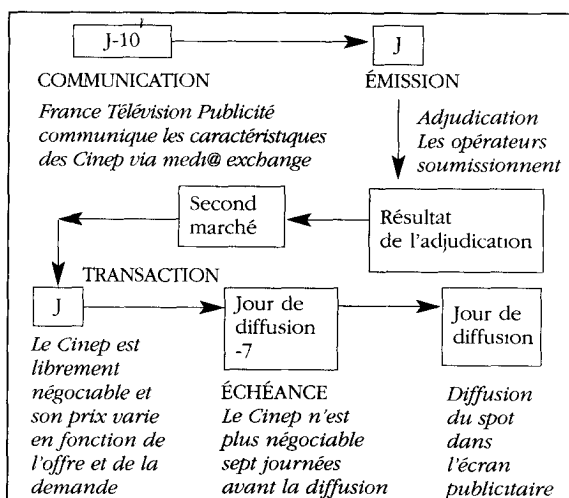 J-10
J
COMMUNICATION
ÉMISSION
France Télévision Publicité
communique les caractéristiques
des Cinep via medi@ exchange
Adjudication
Les opérateurs
soumissionnent
Second
marché
Résultat
de l'adjudication
TRANSACTION
J
Jour de
diffusion
-7
Jour de
diffusion
Le Cinep est
librement
négociable et
son prix varie
en fonction de
l'offre et de la
demande
ÉCHÉANCE
Le Cinep n'est
plus négociable
sept journées
avant la diffusion
Diffusion
du spot
dans
l'écran
publicitaire